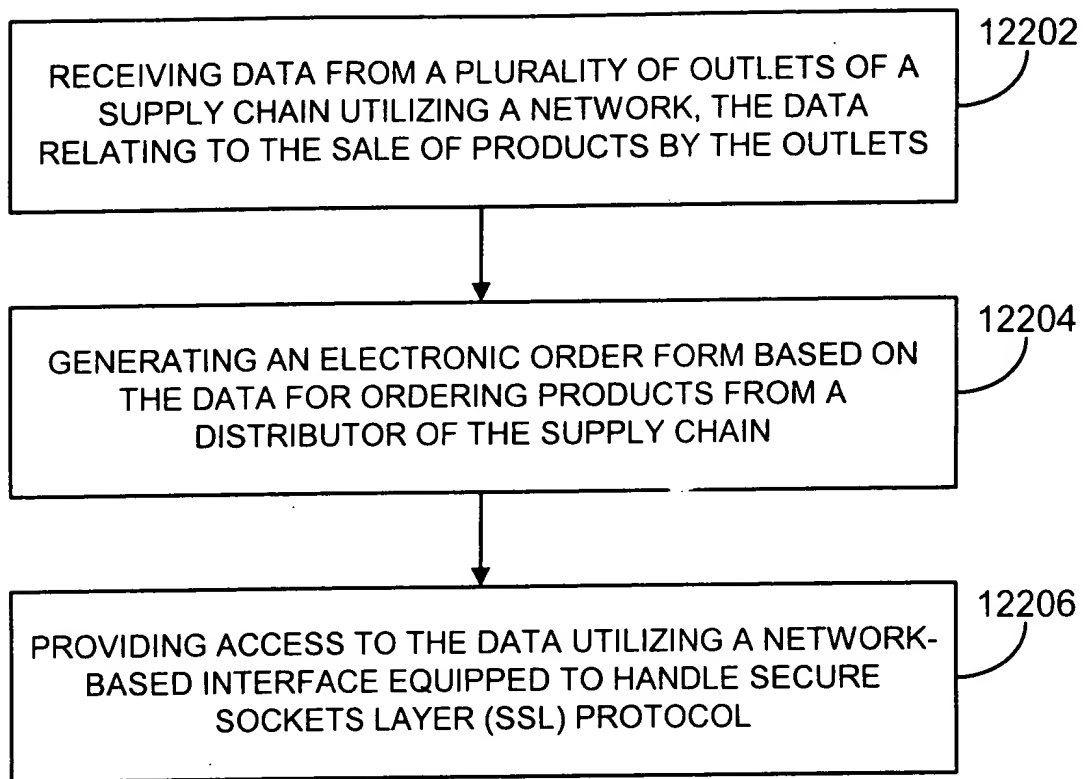 12202
RECEIVING DATA FROM A PLURALITY OF OUTLETS OF A
SUPPLY CHAIN UTILIZING A NETWORK, THE DATA
RELATING TO THE SALE OF PRODUCTS BY THE OUTLETS
12204
GENERATING AN ELECTRONIC ORDER FORM BASED ON
THE DATA FOR ORDERING PRODUCTS FROM A
DISTRIBUTOR OF THE SUPPLY CHAIN
12206
PROVIDING ACCESS TO THE DATA UTILIZING A NETWORK-
BASED INTERFACE EQUIPPED TO HANDLE SECURE
SOCKETS LAYER (SSL) PROTOCOL